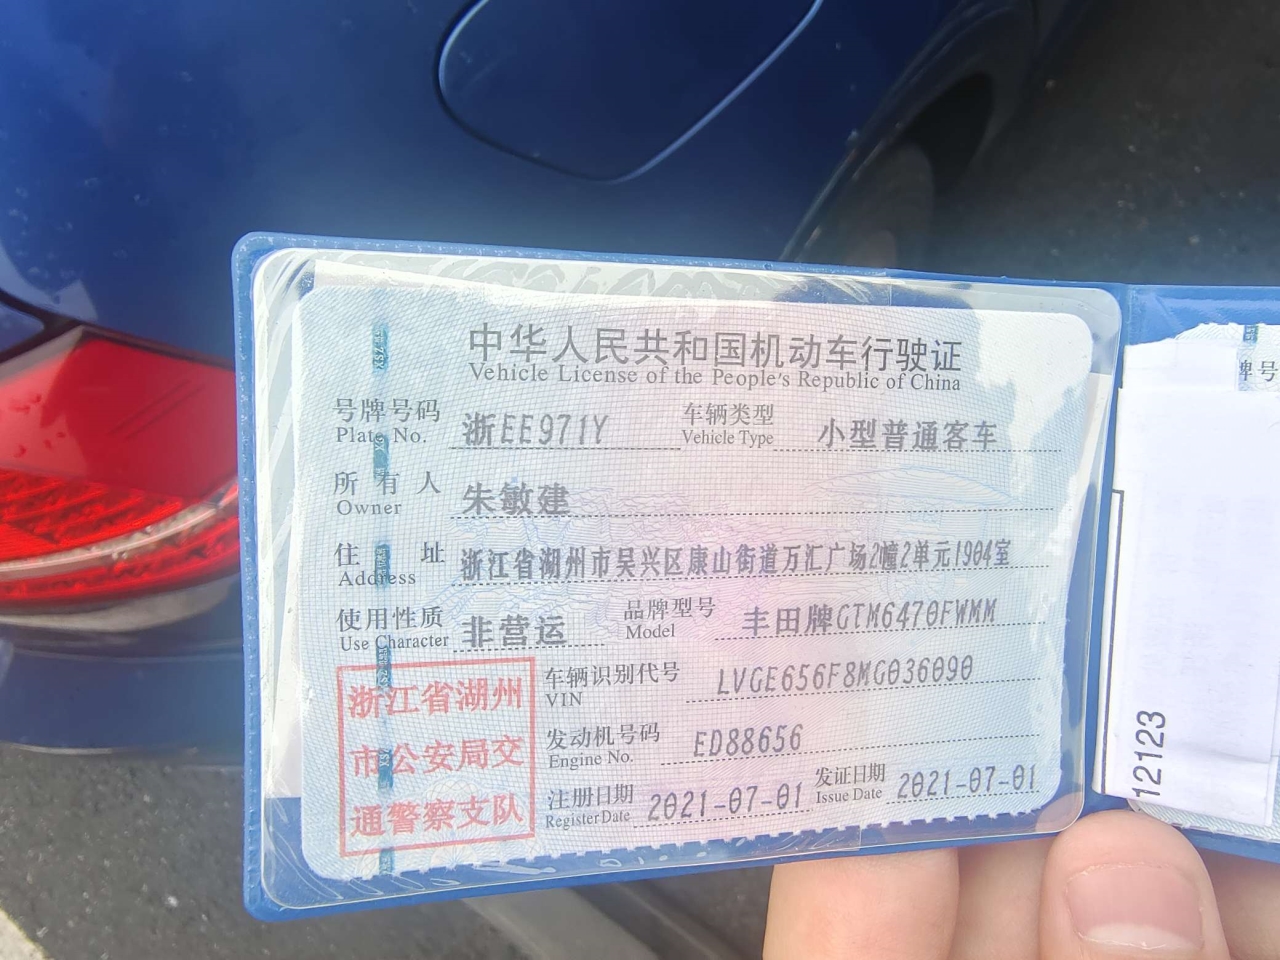 中华人民共和国机动车行驶证
Vehicle License of the People's Republic of China
号牌号码 浙EE971Y 车辆类型 小型普通客车
Plate No. Vehicle Type
所有人 朱敏建
Owner
住址 浙江省湖州市吴兴区康山街道万汇广场2幢2单元1904室
Address
使用性质 非营运 品牌型号 丰田牌GTM6470FWMM
Use Character Model
车辆识别代号 LVGE656F8MG036090
VIN
发动机号码 ED88656
Engine No.
注册日期 2021-07-01 发证日期 2021-07-01
Register Date Issue Date
浙江省湖州
市公安局交
通警察支队
牌号
12123